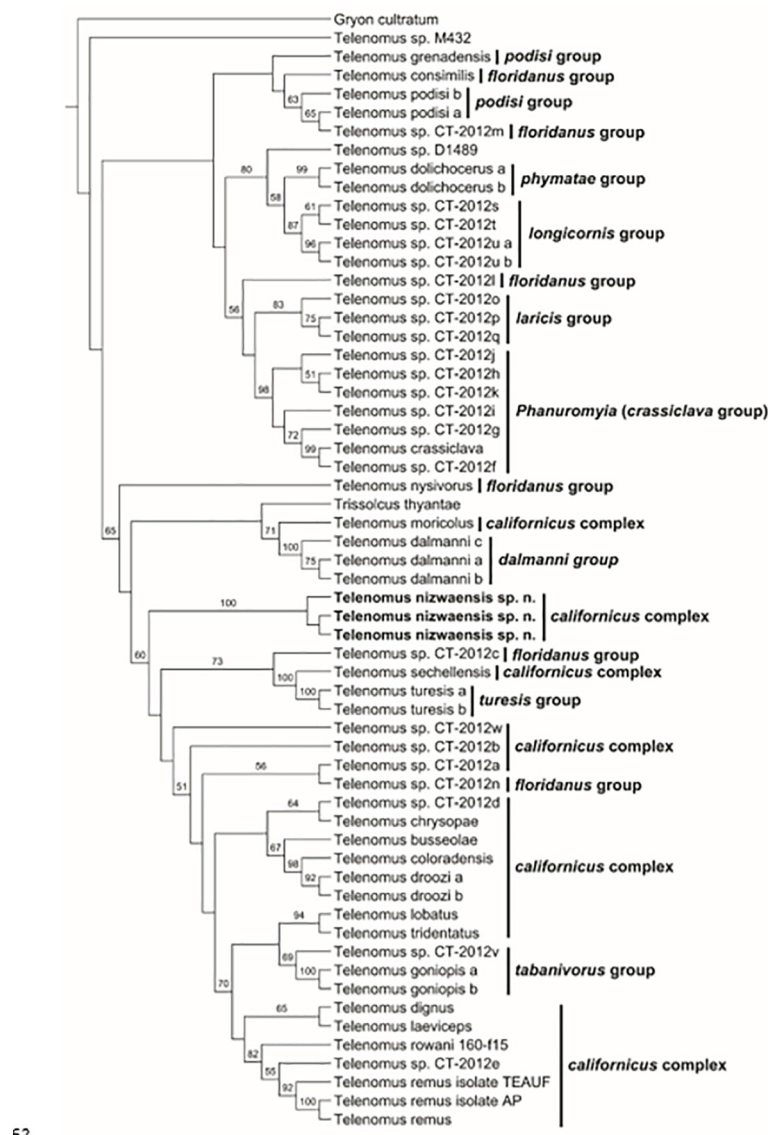 Gryon cultratum
Telenomus sp. M432
Telenomus grenadensis podisi group
Telenomus consimilis floridanus group
63
Telenomus podisi b
65
Telenomus podisi a
podisi group
Telenomus sp. CT-2012m floridanus group
Telenomus sp. D1489
80
99
Telenomus dolichocerus a
Telenomus dolichocerus b
phymatae group
58
61
Telenomus sp. CT-2012s
87
Telenomus sp. CT-2012t
longicornis group
96
Telenomus sp. CT-2012u a
Telenomus sp. CT-2012u b
Telenomus sp. CT-2012l floridanus group
56
83
Telenomus sp. CT-2012o
75
Telenomus sp. CT-2012p
laricis group
Telenomus sp. CT-2012q
Telenomus sp. CT-2012j
51
Telenomus sp. CT-2012h
98
Telenomus sp. CT-2012k
Telenomus sp. CT-2012i
Phanuromyia (crassiclava group)
72
Telenomus sp. CT-2012g
99
Telenomus crassiclava
Telenomus sp. CT-2012f
Telenomus nysivorus floridanus group
65
Trissolcus thyantae
71
Telenomus moricolus californicus complex
100
Telenomus dalmanni c
75
Telenomus dalmanni a
dalmanni group
Telenomus dalmanni b
100
Telenomus nizwaensis sp. n.
Telenomus nizwaensis sp. n.
californicus complex
Telenomus nizwaensis sp. n.
60
73
Telenomus sp. CT-2012c floridanus group
100
Telenomus sechellensis californicus complex
100
Telenomus turesis a
turesis group
Telenomus turesis b
Telenomus sp. CT-2012w
Telenomus sp. CT-2012b
californicus complex
51
56
Telenomus sp. CT-2012a
Telenomus sp. CT-2012n floridanus group
64
Telenomus sp. CT-2012d
Telenomus chrysopae
67
Telenomus busseolae
98
Telenomus coloradensis
californicus complex
92
Telenomus droozi a
Telenomus droozi b
94
Telenomus lobatus
Telenomus tridentatus
69
Telenomus sp. CT-2012v
100
Telenomus goniopis a
tabanivorus group
Telenomus goniopis b
70
65
Telenomus dignus
Telenomus laeviceps
82
Telenomus rowani 160-f15
55
Telenomus sp. CT-2012e
californicus complex
92
Telenomus remus isolate TEAUF
100
Telenomus remus isolate AP
Telenomus remus